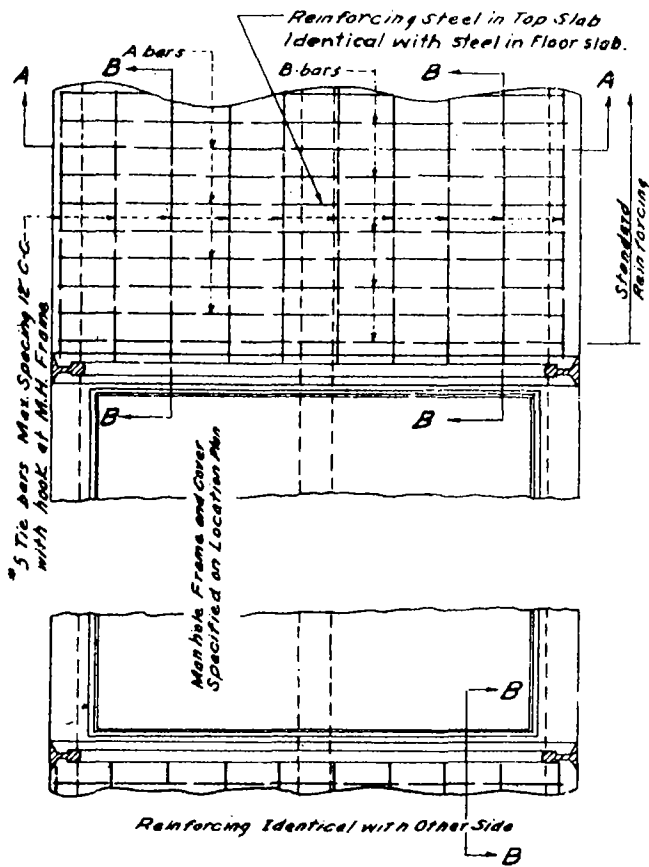 Reinforcing Steel in Top Slab
Identical with steel in Floor slab.
A bars
B-bars
A
B
B
A
Standard
Reinforcing
#5 Tie bars Max. Spacing 12" C-C
with hook at M.H. Frame
B
B
Manhole Frame and Cover
Specified on Location Plan
B
Reinforcing Identical with Other Side
B